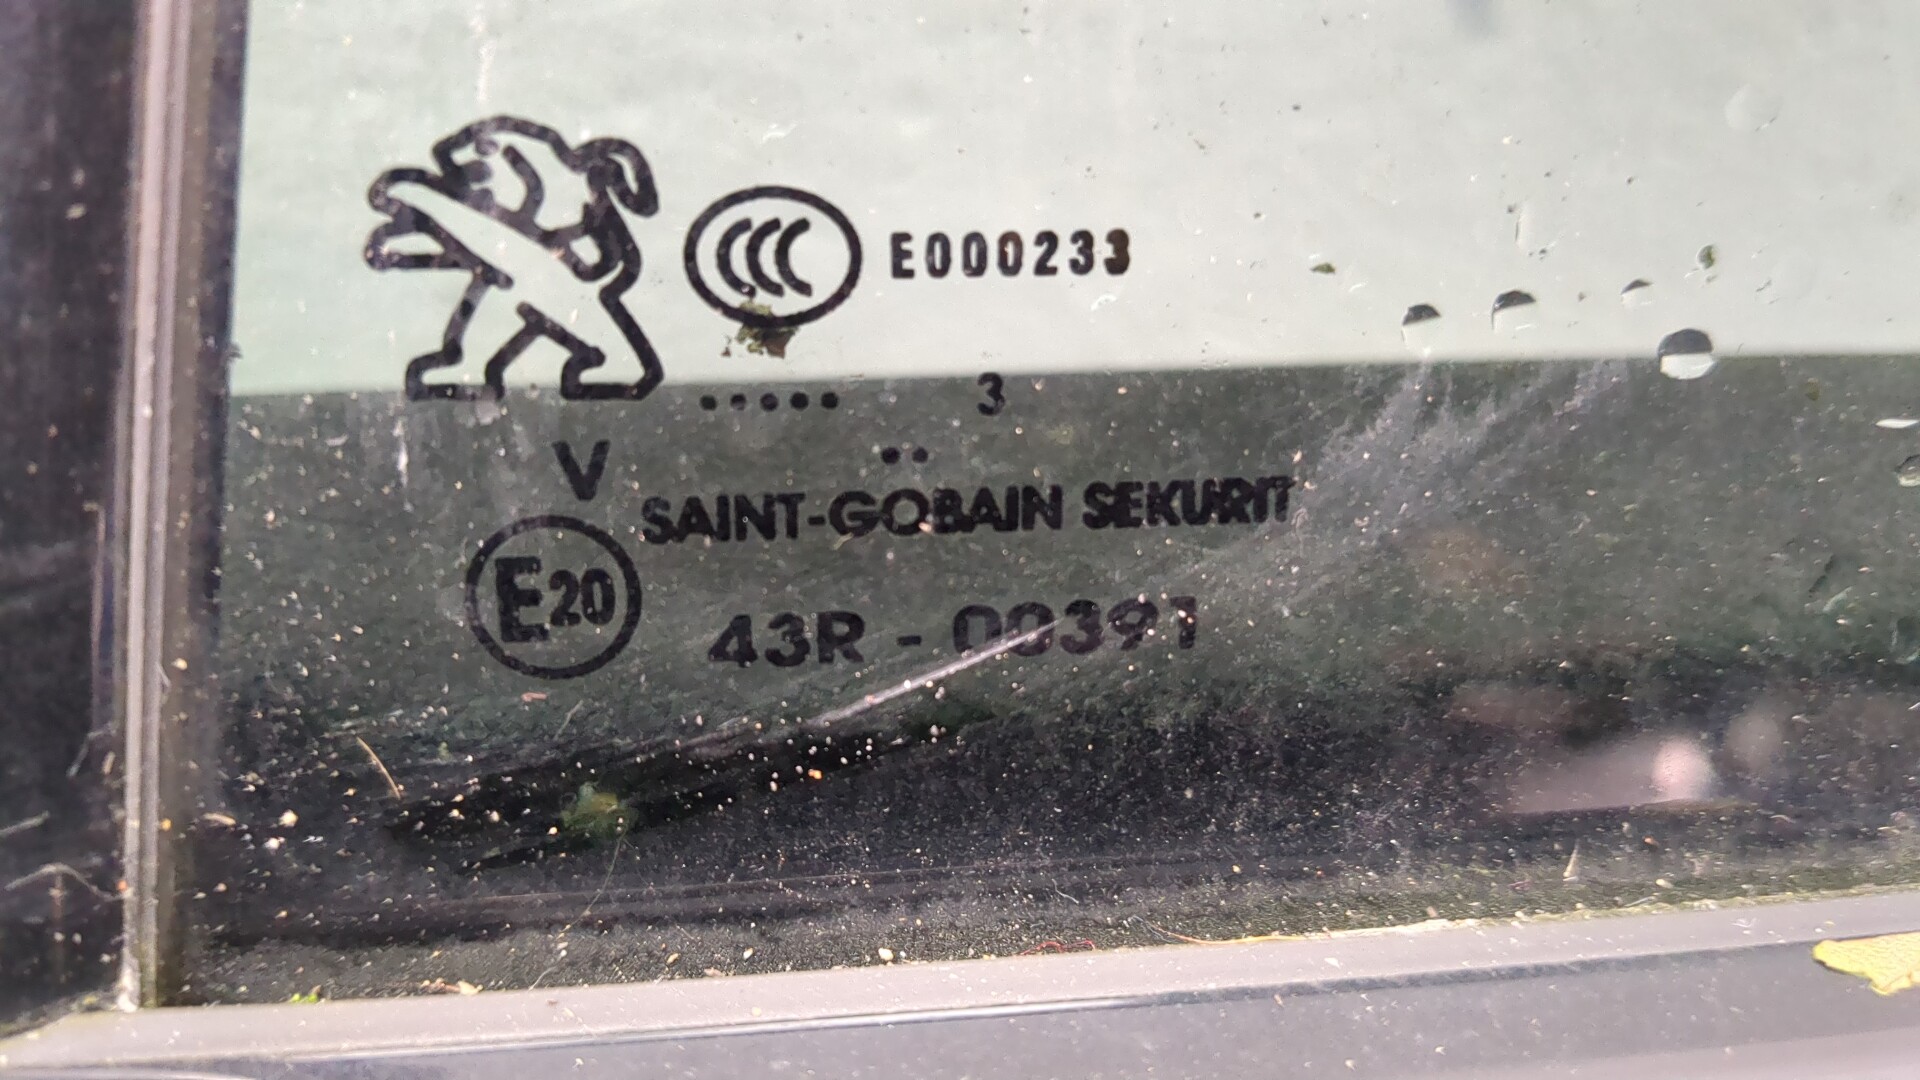 CCC E000233
..... 3
..
V
SAINT-GOBAIN SEKURIT
E20
43R - 00391